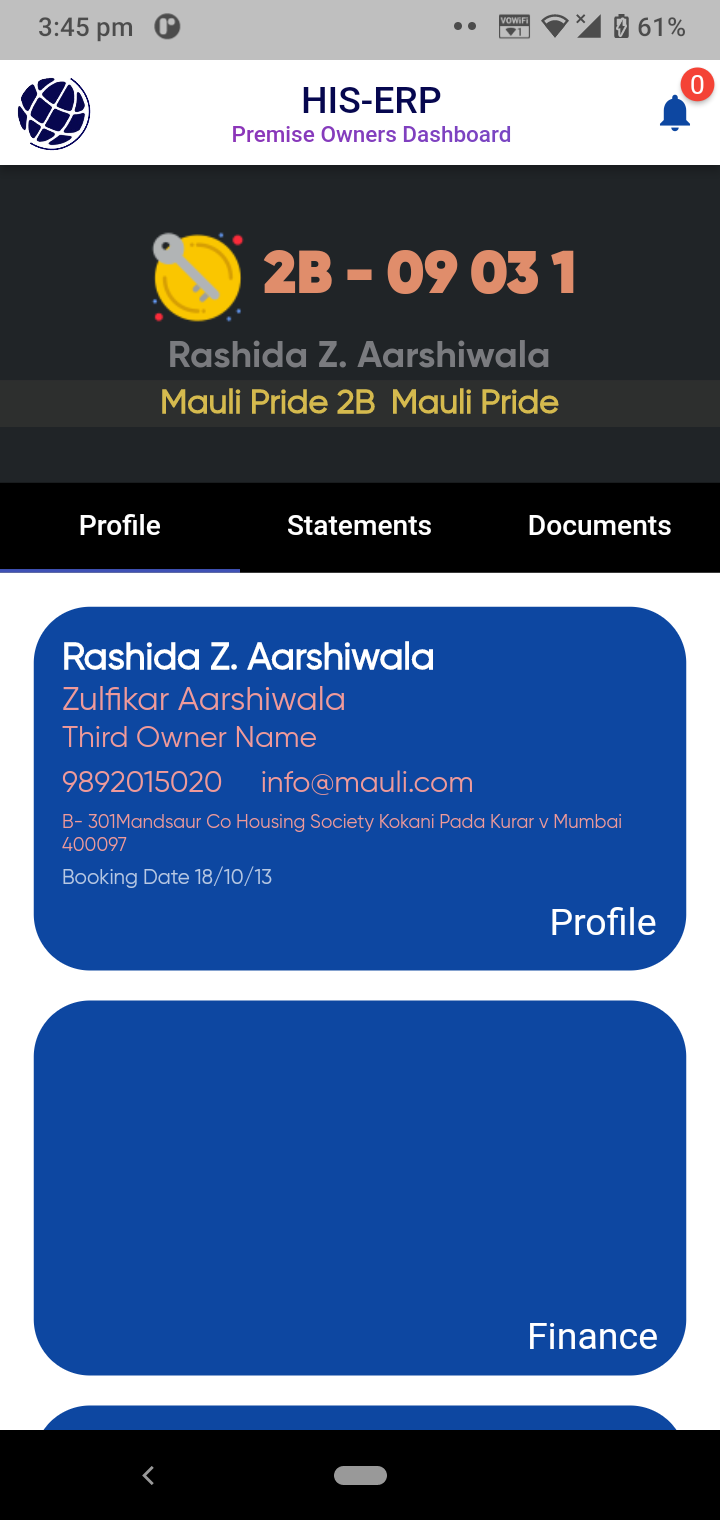 3:45 pm
VOWIFI
1
61%
HIS-ERP
0
Premise Owners Dashboard
2B - 09 03 1
Rashida Z. Aarshiwala
Mauli Pride 2B  Mauli Pride
Profile
Statements
Documents
Rashida Z. Aarshiwala
Zulfikar Aarshiwala
Third Owner Name
9892015020 info@mauli.com
B- 301Mandsaur Co Housing Society Kokani Pada Kurar v Mumbai
400097
Booking Date 18/10/13
Profile
Finance